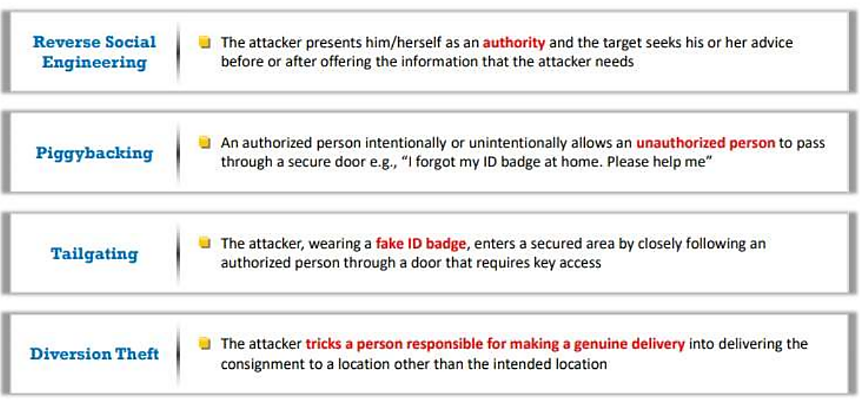 Reverse Social
Engineering
The attacker presents him/herself as an authority and the target seeks his or her advice
before or after offering the information that the attacker needs
Piggybacking
An authorized person intentionally or unintentionally allows an unauthorized person to pass
through a secure door e.g., “I forgot my ID badge at home. Please help me”
Tailgating
The attacker, wearing a fake ID badge, enters a secured area by closely following an
authorized person through a door that requires key access
Diversion Theft
The attacker tricks a person responsible for making a genuine delivery into delivering the
consignment to a location other than the intended location